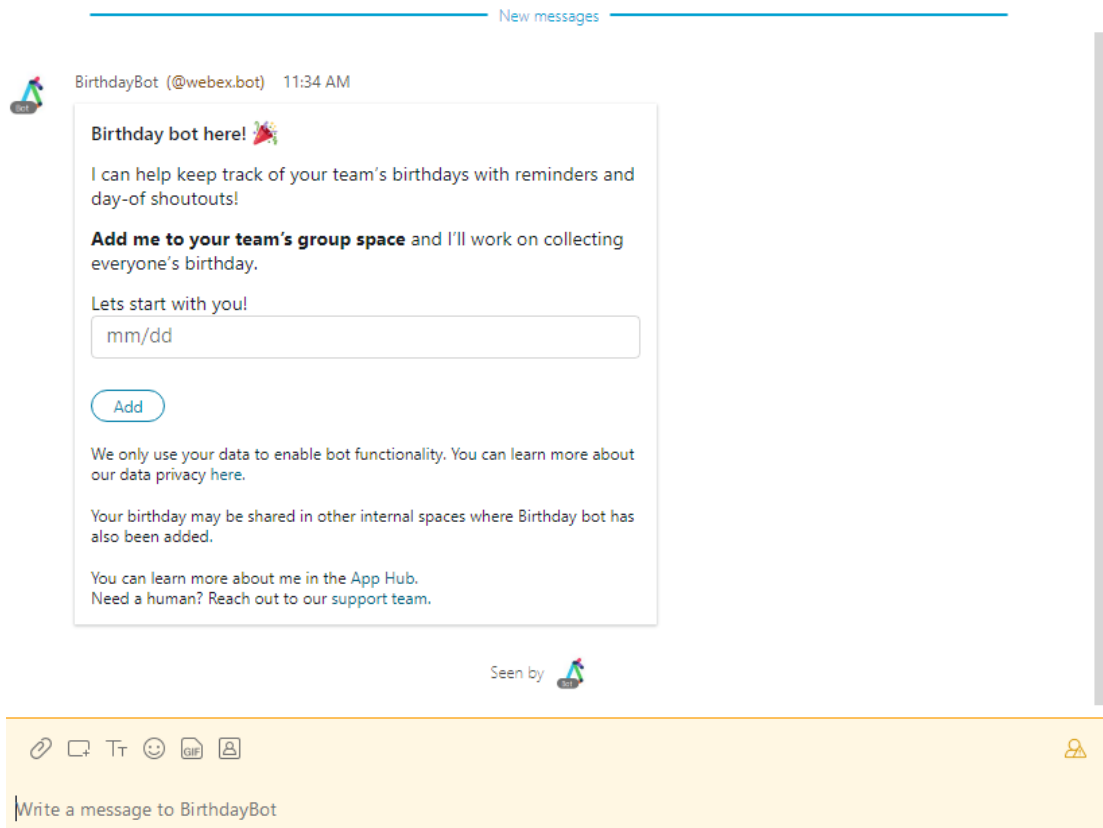 New messages
BirthdayBot (@webex.bot) 11:34 AM
Bot
Birthday bot here!
I can help keep track of your team's birthdays with reminders and
day-of shoutouts!
Add me to your team's group space and I'll work on collecting
everyone's birthday.
Lets start with you!
mm/dd
Add
We only use your data to enable bot functionality. You can learn more about
our data privacy here.
Your birthday may be shared in other internal spaces where Birthday bot has
also been added.
You can learn more about me in the App Hub.
Need a human? Reach out to our support team.
Seen by
Bot
Tт GIF
Write a message to BirthdayBot